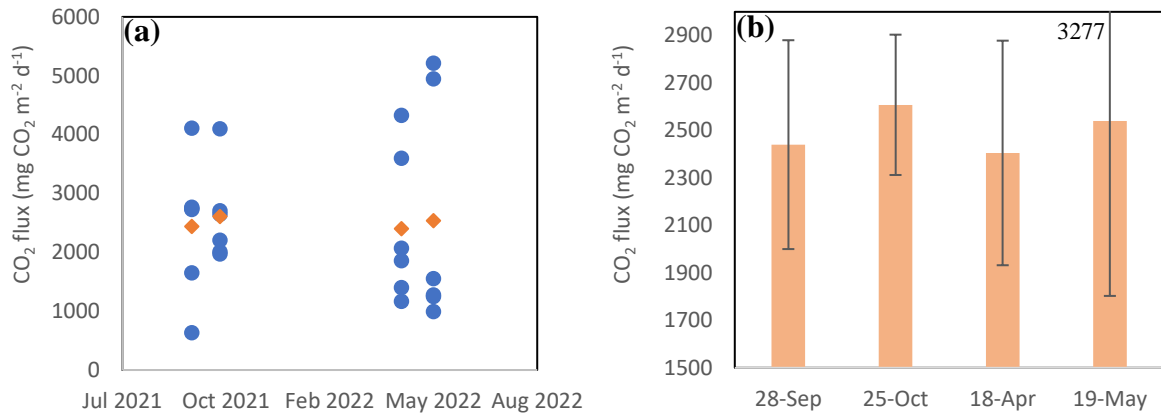 (a)
CO2 flux (mg CO2 m-2 d-1)
6000
5000
4000
3000
2000
1000
0
Jul 2021 Oct 2021 Feb 2022 May 2022 Aug 2022
(b)
3277
CO2 flux (mg CO2 m-2 d-1)
2900
2700
2500
2300
2100
1900
1700
1500
28-Sep 25-Oct 18-Apr 19-May